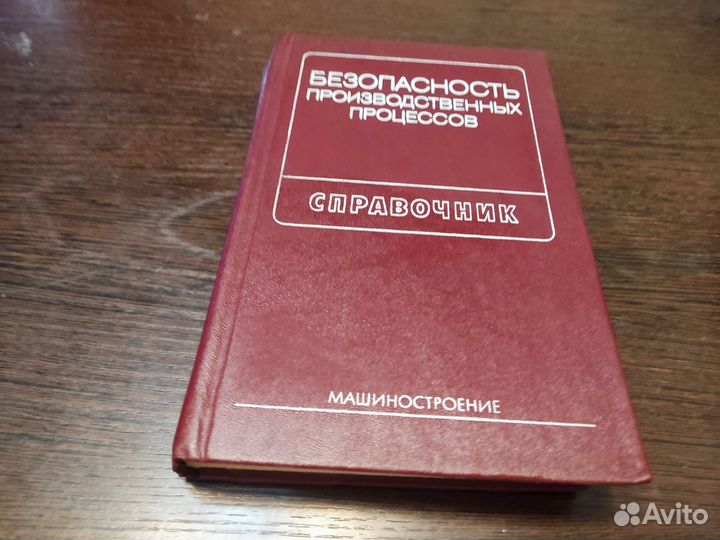 БЕЗОПАСНОСТЬ
ПРОИЗВОДСТВЕННЫХ
ПРОЦЕССОВ
СПРАВОЧНИК
МАШИНОСТРОЕНИЕ
Avito